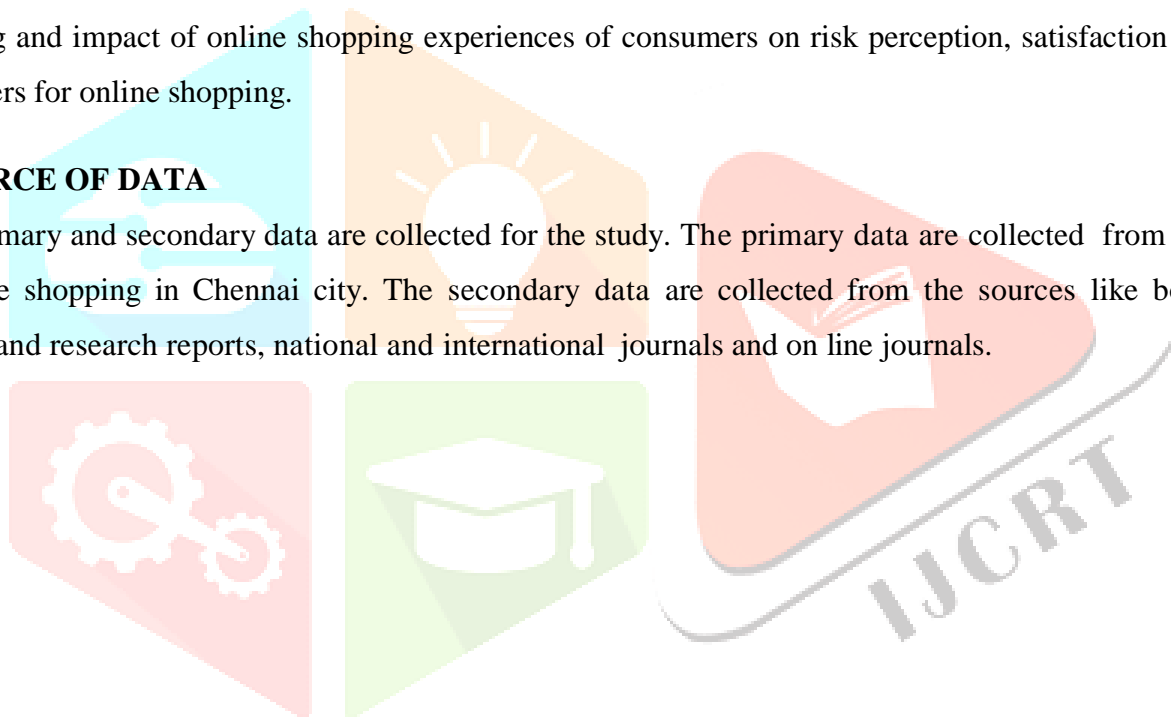 g and impact of online shopping experiences of consumers on risk perception, satisfaction
ers for online shopping.
RCE OF DATA
mary and secondary data are collected for the study. The primary data are collected from
e shopping in Chennai city. The secondary data are collected from the sources like b
and research reports, national and international journals and on line journals.
IJCRT